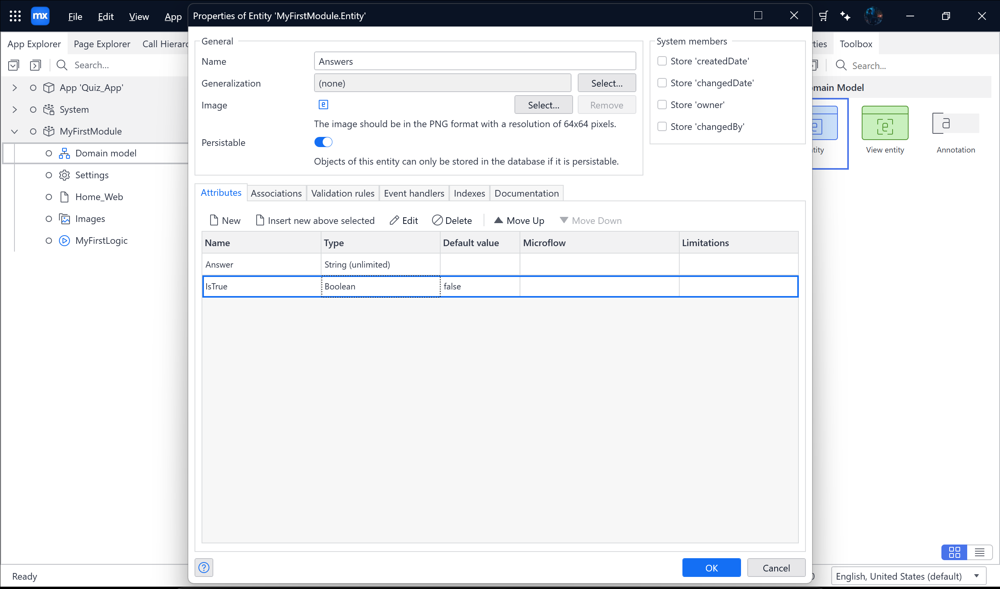 mx File Edit View App
Properties of Entity 'MyFirstModule.Entity'
App Explorer Page Explorer Call Hierarc
Search...
App 'Quiz_App'
System
MyFirstModule
Domain model
Settings
Home_Web
Images
MyFirstLogic
General
Name Answers
Generalization (none) Select...
Image Select... Remove
The image should be in the PNG format with a resolution of 64x64 pixels.
Persistable
Objects of this entity can only be stored in the database if it is persistable.
System members
Store 'createdDate'
Store 'changedDate'
Store 'owner'
Store 'changedBy'
Attributes Associations Validation rules Event handlers Indexes Documentation
New Insert new above selected Edit Delete Move Up Move Down
Name Type Default value Microflow Limitations
Answer String (unlimited)
IsTrue Boolean false
OK Cancel
ties Toolbox
Search...
main Model
tity View entity Annotation
a
Ready
English, United States (default)